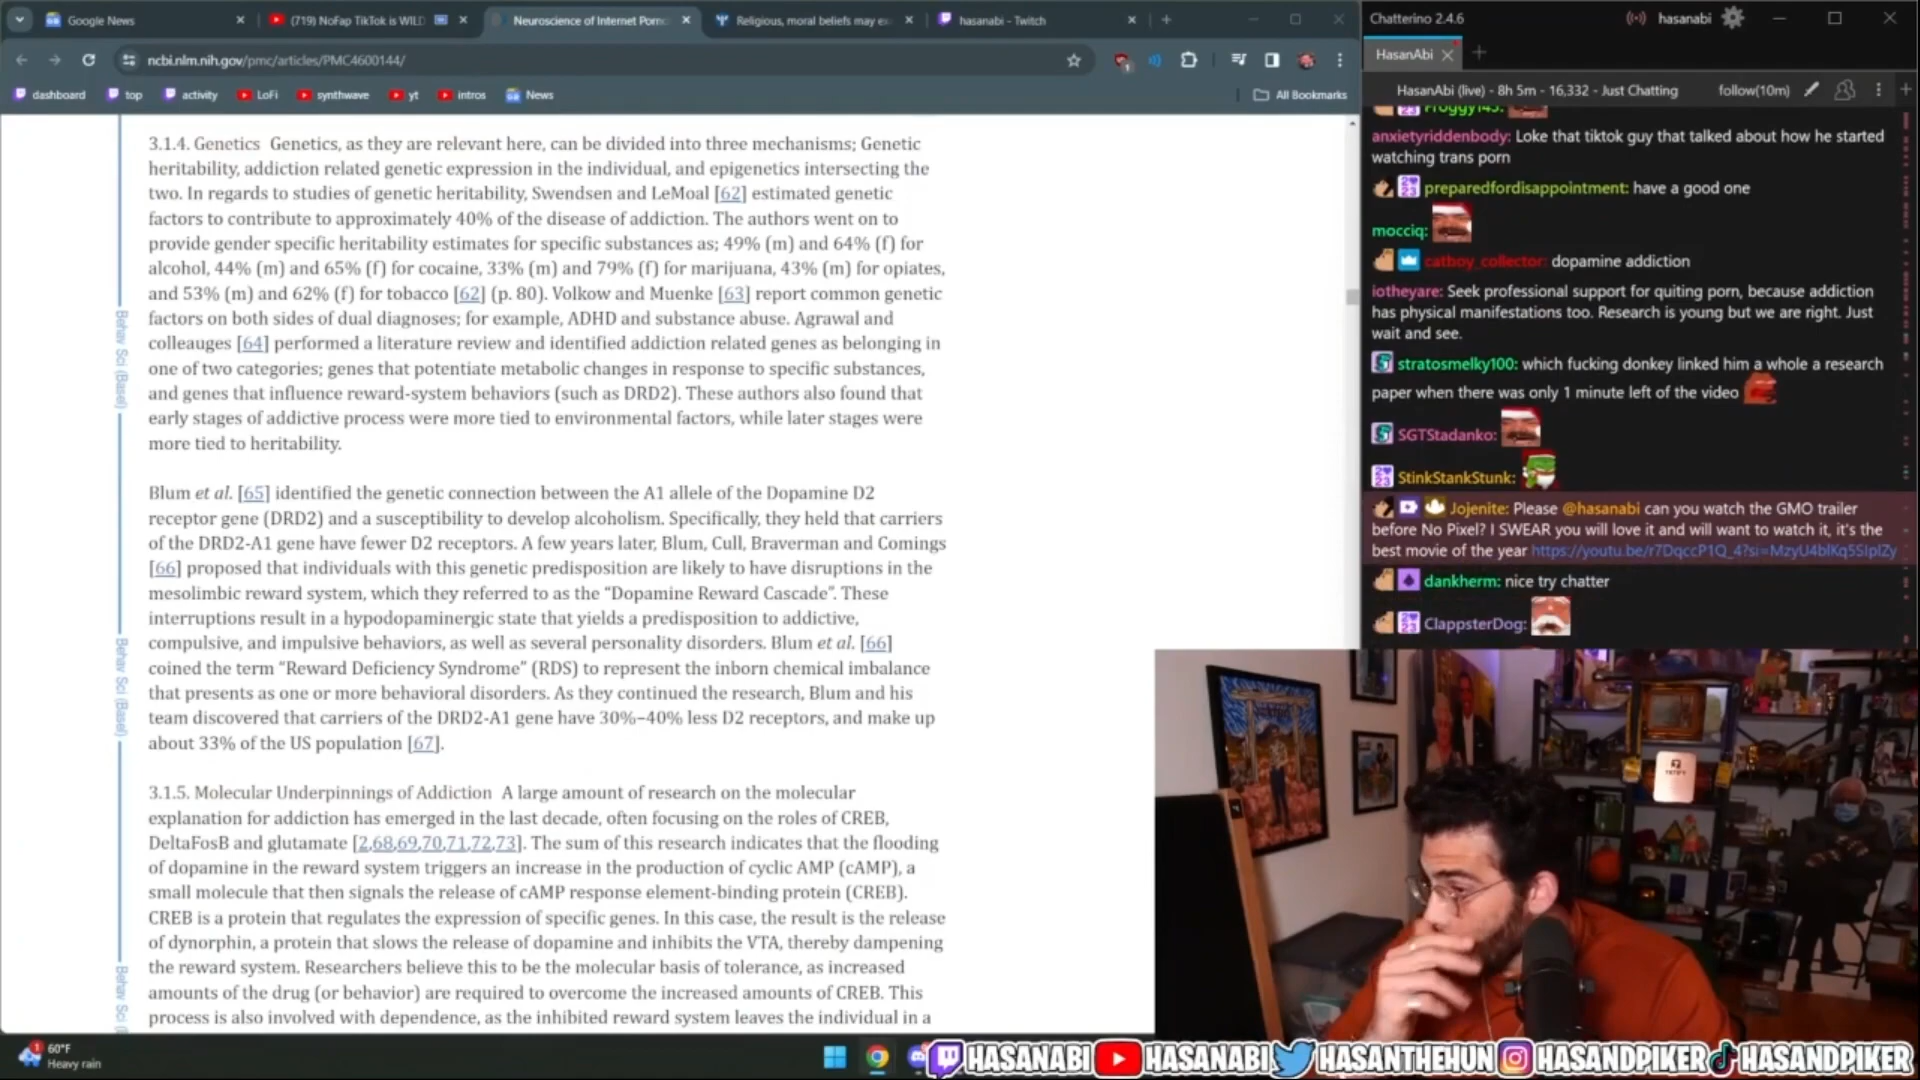 Google News
(719) NoFap TikTok is WILD
Neuroscience of Internet Porno
Religious, moral beliefs may ex
hasanabi - Twitch
ncbi.nlm.nih.gov/pmc/articles/PMC4600144/
dashboard
top
activity
LoFi
synthwave
yt
intros
News
All Bookmarks
3.1.4. Genetics Genetics, as they are relevant here, can be divided into three mechanisms; Genetic
heritability, addiction related genetic expression in the individual, and epigenetics intersecting the
two. In regards to studies of genetic heritability, Swendsen and LeMoal [62] estimated genetic
factors to contribute to approximately 40% of the disease of addiction. The authors went on to
provide gender specific heritability estimates for specific substances as; 49% (m) and 64% (f) for
alcohol, 44% (m) and 65% (f) for cocaine, 33% (m) and 79% (f) for marijuana, 43% (m) for opiates,
and 53% (m) and 62% (f) for tobacco [62] (p. 80). Volkow and Muenke [63] report common genetic
factors on both sides of dual diagnoses; for example, ADHD and substance abuse. Agrawal and
colleauges [64] performed a literature review and identified addiction related genes as belonging in
one of two categories; genes that potentiate metabolic changes in response to specific substances,
and genes that influence reward-system behaviors (such as DRD2). These authors also found that
early stages of addictive process were more tied to environmental factors, while later stages were
more tied to heritability.
Blum et al. [65] identified the genetic connection between the A1 allele of the Dopamine D2
receptor gene (DRD2) and a susceptibility to develop alcoholism. Specifically, they held that carriers
of the DRD2-A1 gene have fewer D2 receptors. A few years later, Blum, Cull, Braverman and Comings
[66] proposed that individuals with this genetic predisposition are likely to have disruptions in the
mesolimbic reward system, which they referred to as the “Dopamine Reward Cascade”. These
interruptions result in a hypodopaminergic state that yields a predisposition to addictive,
compulsive, and impulsive behaviors, as well as several personality disorders. Blum et al. [66]
coined the term “Reward Deficiency Syndrome” (RDS) to represent the inborn chemical imbalance
that presents as one or more behavioral disorders. As they continued the research, Blum and his
team discovered that carriers of the DRD2-A1 gene have 30%–40% less D2 receptors, and make up
about 33% of the US population [67].
3.1.5. Molecular Underpinnings of Addiction A large amount of research on the molecular
explanation for addiction has emerged in the last decade, often focusing on the roles of CREB,
DeltaFosB and glutamate [2,68,69,70,71,72,73]. The sum of this research indicates that the flooding
of dopamine in the reward system triggers an increase in the production of cyclic AMP (cAMP), a
small molecule that then signals the release of cAMP response element-binding protein (CREB).
CREB is a protein that regulates the expression of specific genes. In this case, the result is the release
of dynorphin, a protein that slows the release of dopamine and inhibits the VTA, thereby dampening
the reward system. Researchers believe this to be the molecular basis of tolerance, as increased
amounts of the drug (or behavior) are required to overcome the increased amounts of CREB. This
process is also involved with dependence, as the inhibited reward system leaves the individual in a
Behav Sci (Basel)
Behav Sci (Basel)
Behav Sci (
Chatterino 2.4.6
hasanabi
HasanAbi
HasanAbi (live) - 8h 5m - 16,332 - Just Chatting
follow(10m)
Froggy143:
anxietyriddenbody: Loke that tiktok guy that talked about how he started
watching trans porn
preparedfordisappointment: have a good one
mocciq:
catboy_collector: dopamine addiction
iotheyare: Seek professional support for quiting porn, because addiction
has physical manifestations too. Research is young but we are right. Just
wait and see.
stratosmelky100: which fucking donkey linked him a whole a research
paper when there was only 1 minute left of the video
SGTStadanko:
StinkStankStunk:
Jojenite: Please @hasanabi can you watch the GMO trailer
before No Pixel? I SWEAR you will love it and will want to watch it, it's the
best movie of the year https://youtu.be/r7DqccP1Q_4?si=MzyU4blKq5SIplZy
dankherm: nice try chatter
ClappsterDog:
1
60°F
Heavy rain
HASANABI
HASANABI
HASANTHEHUN
HASANDPIKER
HASANDPIKER